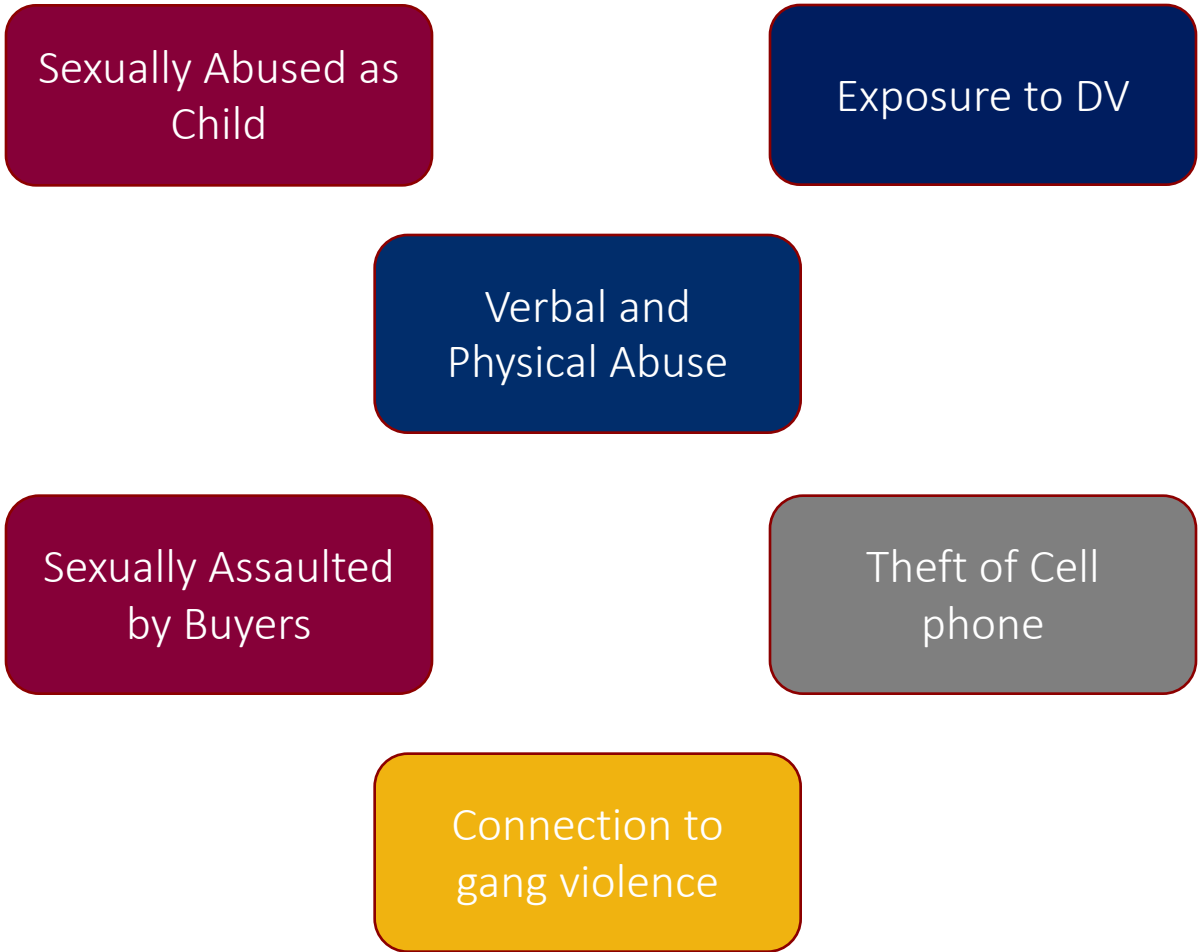 Sexually Abused as
Child
Exposure to DV
Verbal and
Physical Abuse
Sexually Assaulted
by Buyers
Theft of Cell
phone
Connection to
gang violence